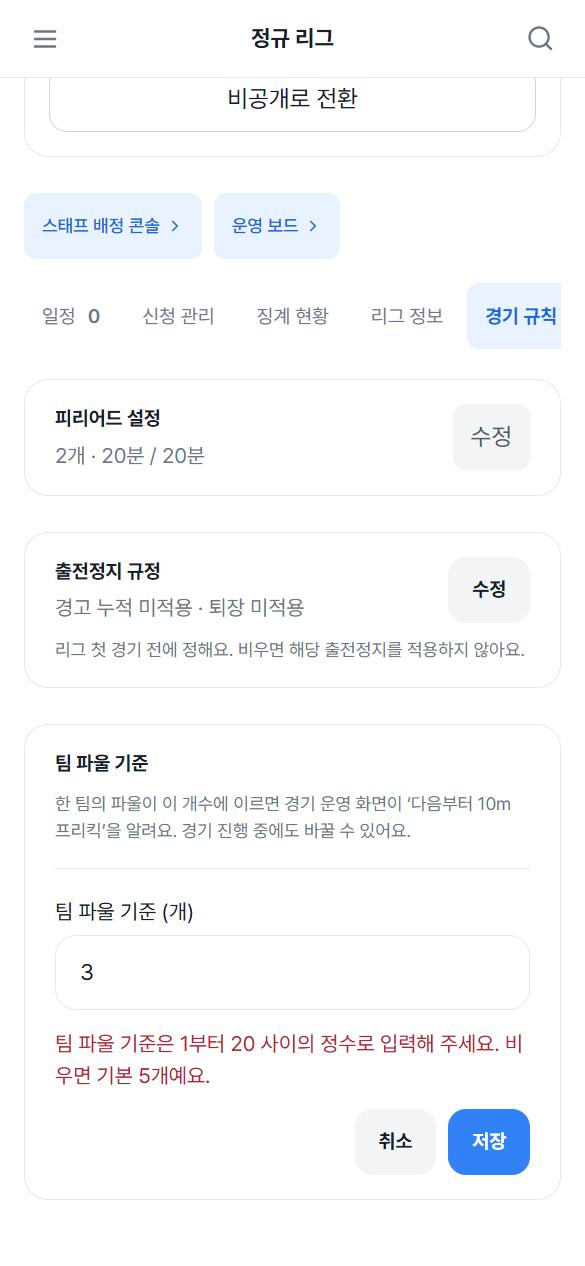 정규 리그
비공개로 전환
스태프 배정 콘솔
운영 보드
일정 0 신청 관리 징계 현황 리그 정보 경기 규칙
피리어드 설정
2개 · 20분 / 20분
수정
출전정지 규정
경고 누적 미적용 · 퇴장 미적용
수정
리그 첫 경기 전에 정해요. 비우면 해당 출전정지를 적용하지 않아요.
팀 파울 기준
한 팀의 파울이 이 개수에 이르면 경기 운영 화면이 ‘다음부터 10m
프리킥’을 알려요. 경기 진행 중에도 바꿀 수 있어요.
팀 파울 기준 (개)
3
팀 파울 기준은 1부터 20 사이의 정수로 입력해 주세요. 비
우면 기본 5개예요.
취소 저장